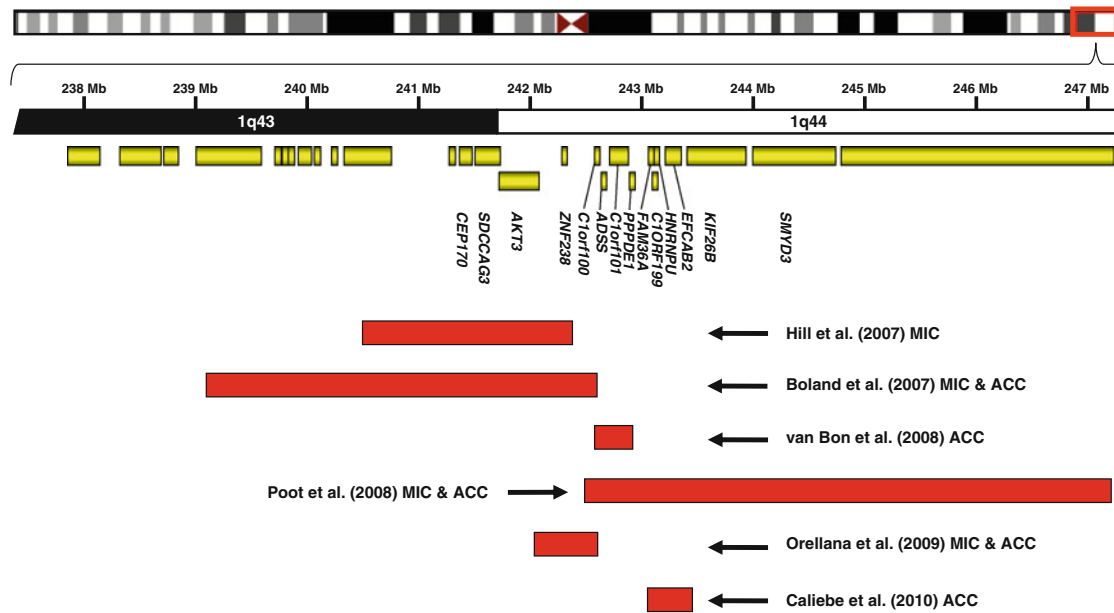 238 Mb 239 Mb 240 Mb 241 Mb 242 Mb 243 Mb 244 Mb 245 Mb 246 Mb 247 Mb
1q43 1q44
CEP170
SDCCAG3
AKT3
ZNF238
C1orf100
ADSS
C1orf101
PPPDE1
FAM36A
C1ORF199
HNRNPU
EFCAB2
KIF26B
SMYD3
Hill et al. (2007) MIC
Boland et al. (2007) MIC & ACC
van Bon et al. (2008) ACC
Poot et al. (2008) MIC & ACC
Orellana et al. (2009) MIC & ACC
Caliebe et al. (2010) ACC